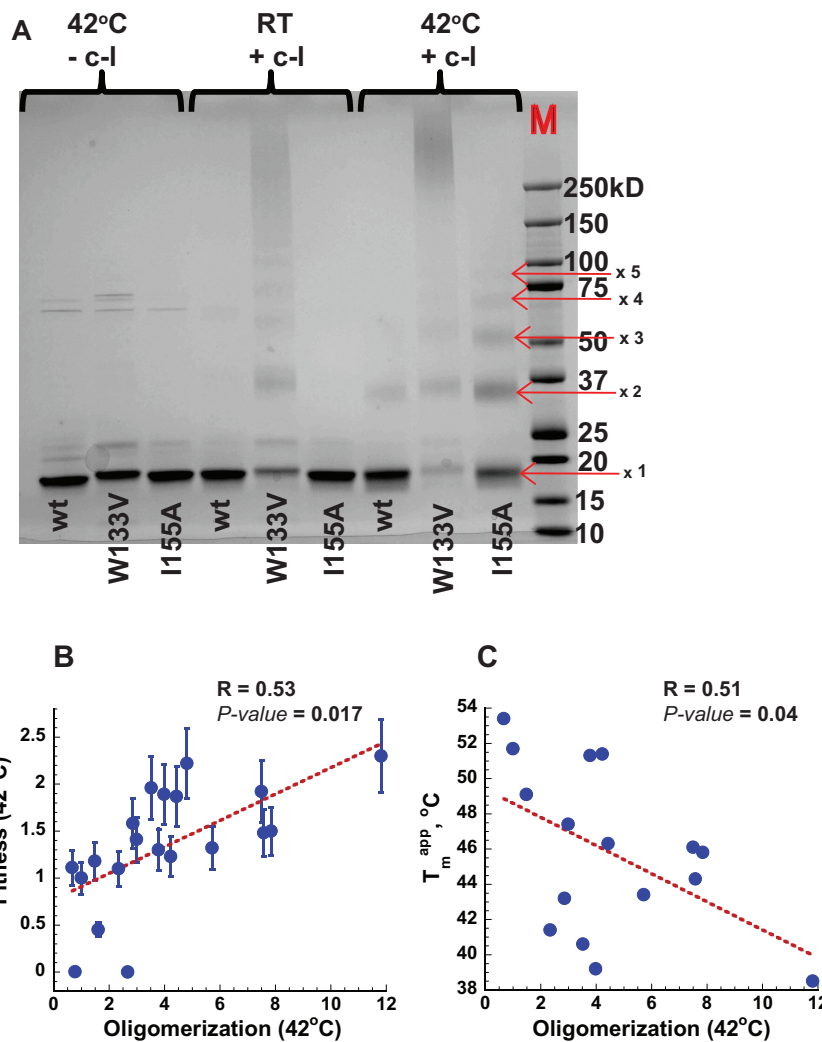 A
42°C
- c-I
RT
+ c-I
42°C
+ c-I
M
250kD
150
100
75
50
37
25
20
15
10
x 5
x 4
x 3
x 2
x 1
wt
W133V
I155A
wt
W133V
I155A
wt
W133V
I155A
B
R = 0.53
P-value = 0.017
2.5
2
1.5
1
0.5
0
0 2 4 6 8 10 12
Oligomerization (42°C)
(42°C)
C
R = 0.51
P-value = 0.04
54
52
50
48
46
44
42
40
38
0 2 4 6 8 10 12
Oligomerization (42°C)
Tm app, °C